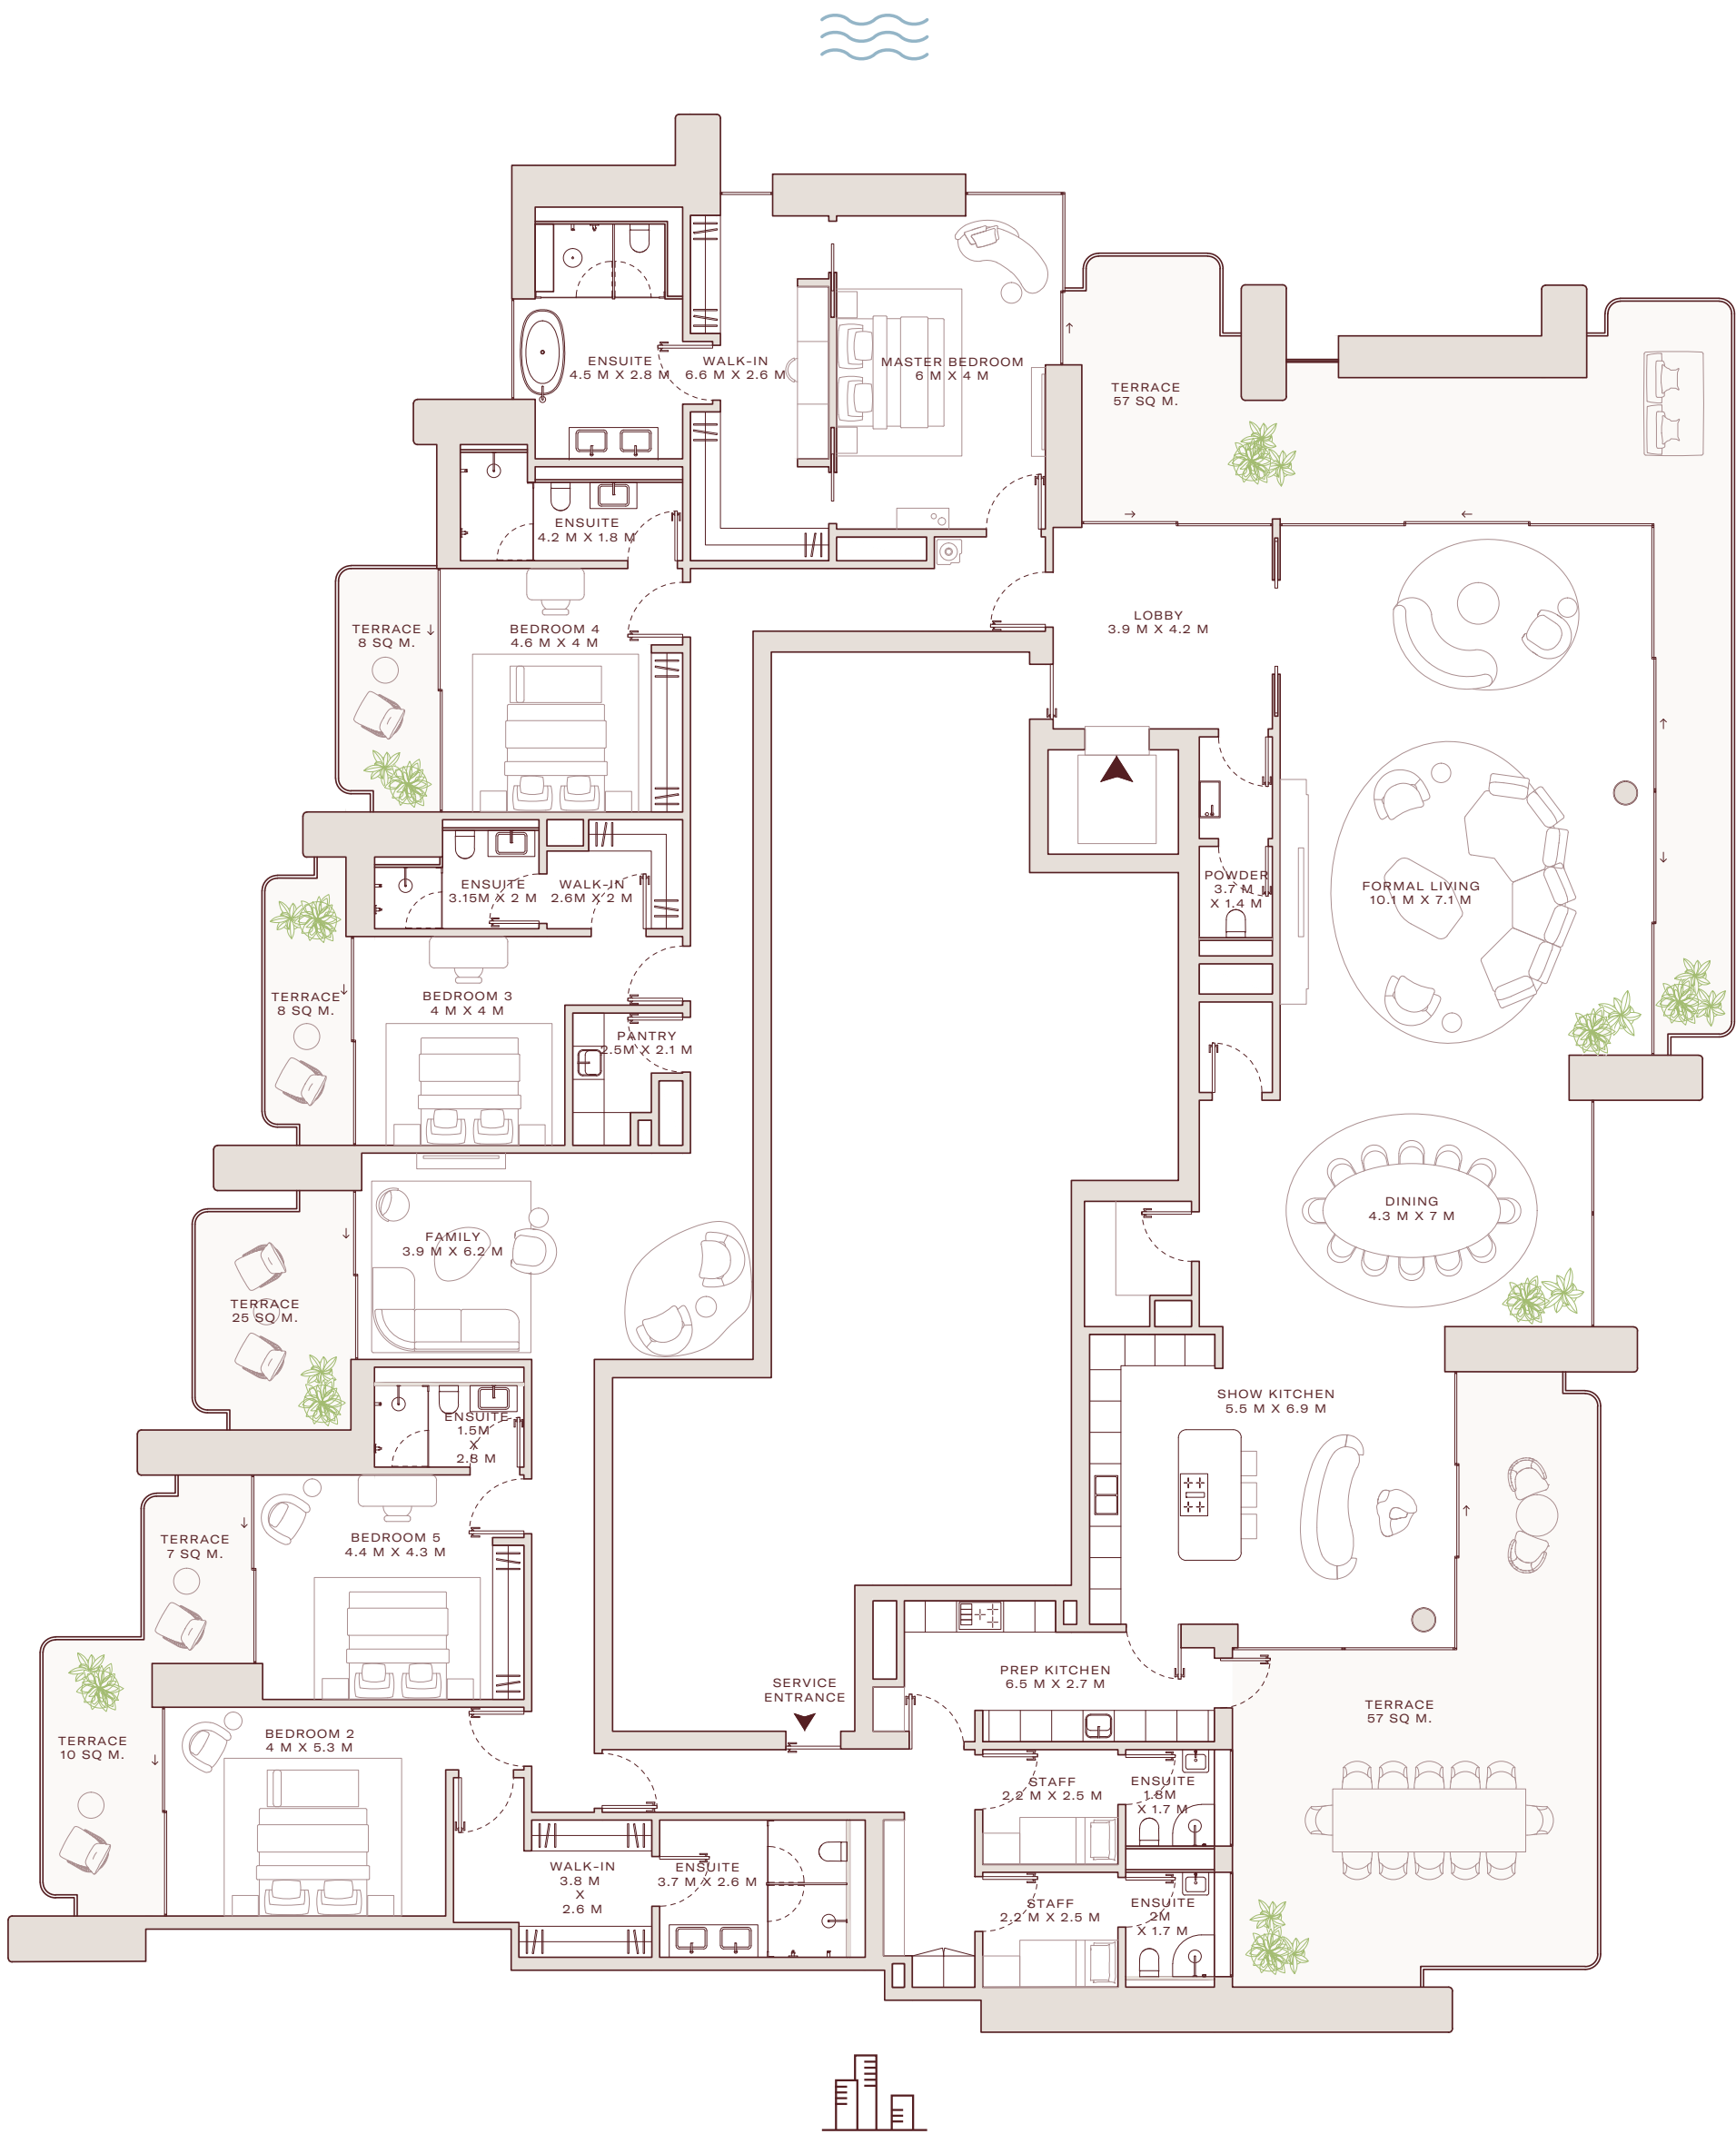 ENSUITE
4.5 M X 2.8 M
WALK-IN
6.6 M X 2.6 M
MASTER BEDROOM
6 M X 4 M
TERRACE
57 SQ M.
ENSUITE
4.2 M X 1.8 M
TERRACE
8 SQ M.
BEDROOM 4
4.6 M X 4 M
LOBBY
3.9 M X 4.2 M
ENSUITE
3.15M X 2 M
WALK-IN
2.6M X 2 M
POWDER
3.7 M
X 1.4 M
FORMAL LIVING
10.1 M X 7.1 M
TERRACE
8 SQ M.
BEDROOM 3
4 M X 4 M
PANTRY
2.5M X 2.1 M
DINING
4.3 M X 7 M
FAMILY
3.9 M X 6.2 M
TERRACE
25 SQ M.
SHOW KITCHEN
5.5 M X 6.9 M
ENSUITE
1.5M
X
2.8 M
TERRACE
7 SQ M.
BEDROOM 5
4.4 M X 4.3 M
SERVICE
ENTRANCE
PREP KITCHEN
6.5 M X 2.7 M
TERRACE
57 SQ M.
TERRACE
10 SQ M.
BEDROOM 2
4 M X 5.3 M
STAFF
2.2 M X 2.5 M
ENSUITE
1.8M
X 1.7 M
WALK-IN
3.8 M
X
2.6 M
ENSUITE
3.7 M X 2.6 M
STAFF
2.2 M X 2.5 M
ENSUITE
2M
X 1.7 M